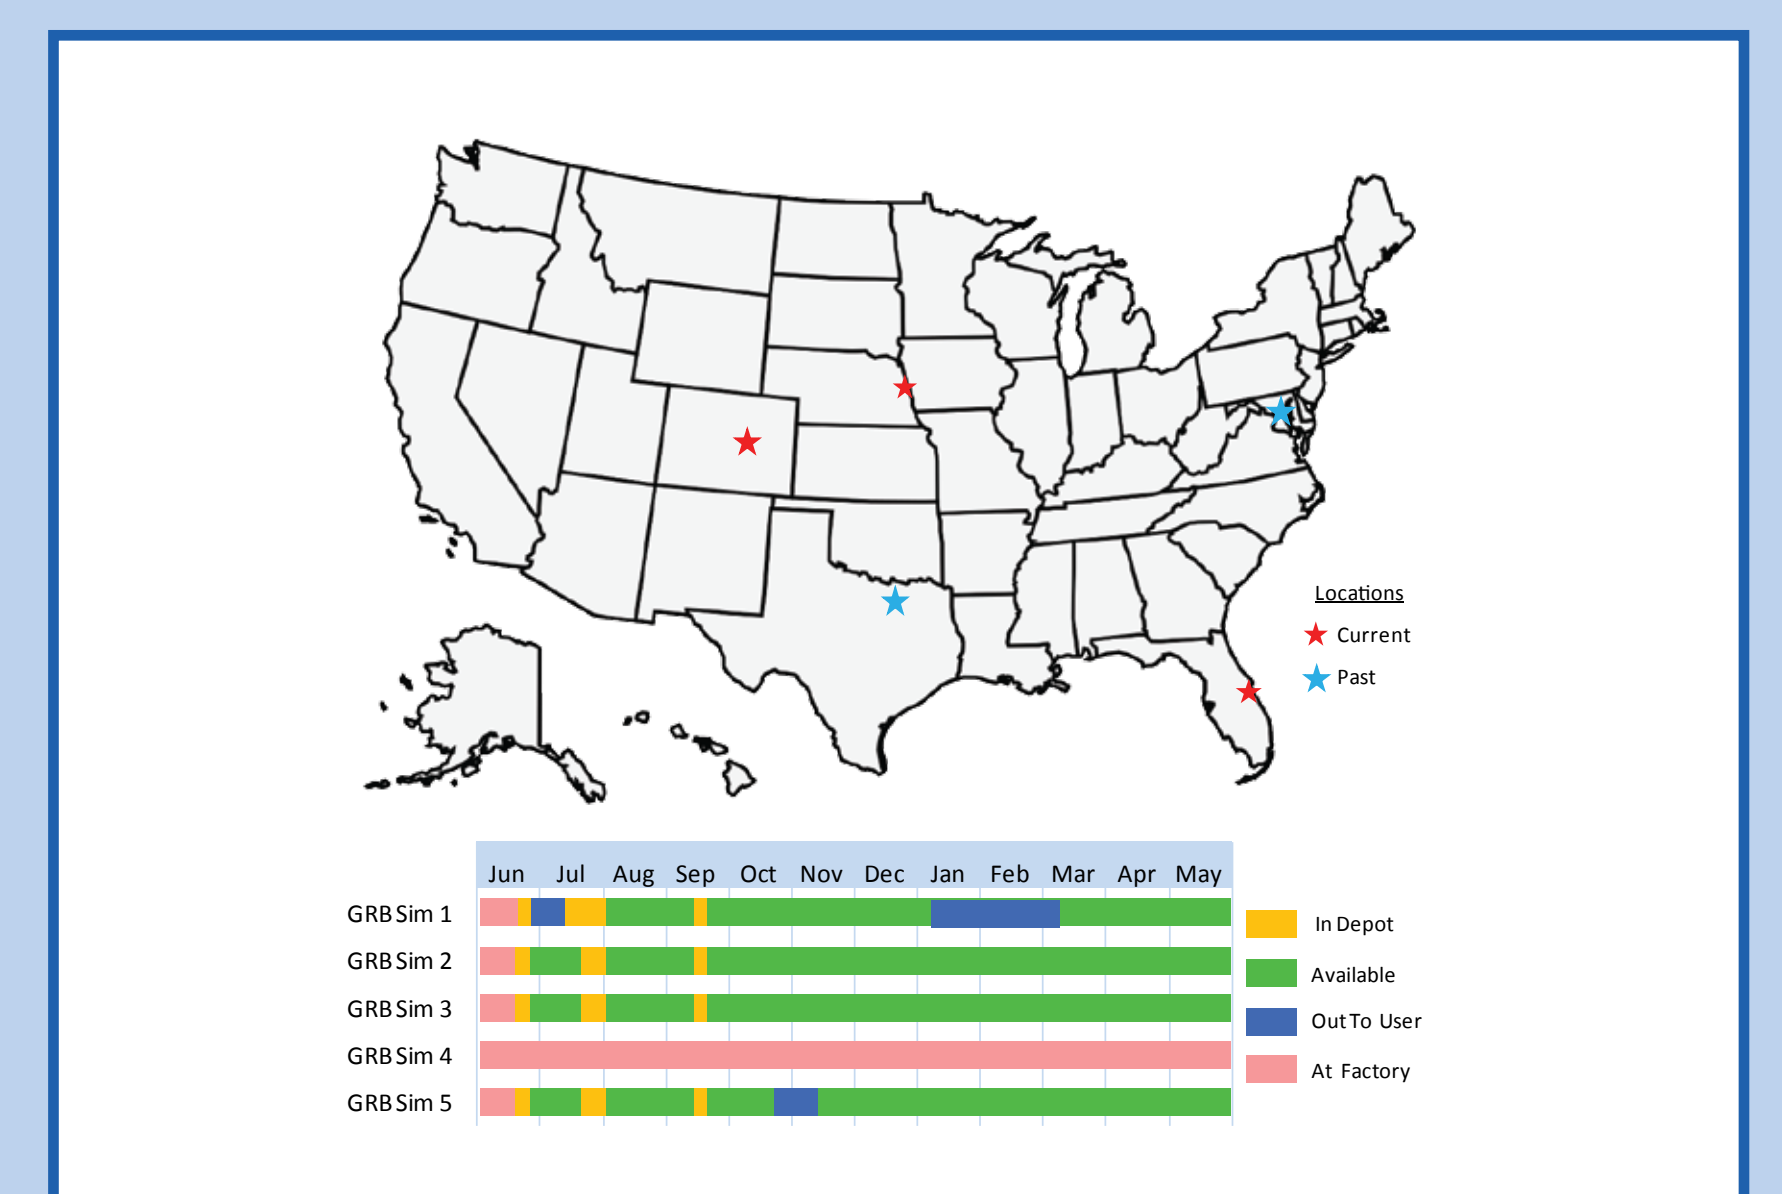 Locations
Current
Past
Jun Jul Aug Sep Oct Nov Dec Jan Feb Mar Apr May
GRB Sim 1
GRB Sim 2
GRB Sim 3
GRB Sim 4
GRB Sim 5
In Depot
Available
Out To User
At Factory